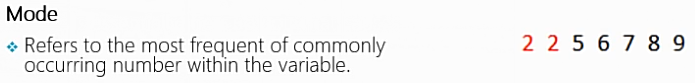 Mode
Refers to the most frequent of commonly 2 2 5 6 7 8 9
occurring number within the variable.